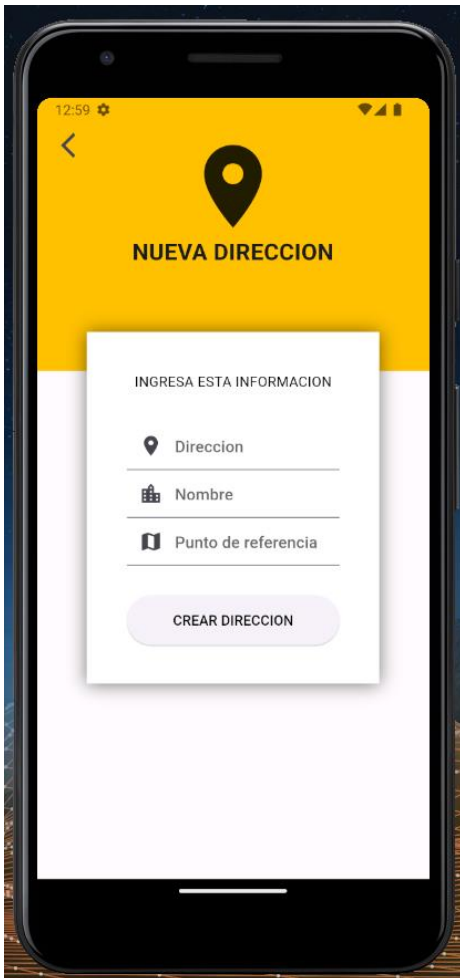 12:59
NUEVA DIRECCION
INGRESA ESTA INFORMACION
Direccion
Nombre
Punto de referencia
CREAR DIRECCION